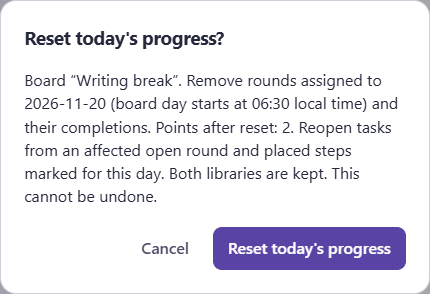 Reset today's progress?
Board “Writing break”. Remove rounds assigned to
2026-11-20 (board day starts at 06:30 local time) and
their completions. Points after reset: 2. Reopen tasks
from an affected open round and placed steps
marked for this day. Both libraries are kept. This
cannot be undone.
Cancel
Reset today's progress